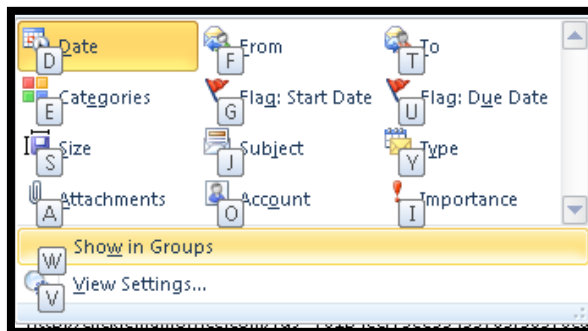 Date From To
D F T
Categories Flag: Start Date Flag: Due Date
E G U
Size Subject Type
S J Y
Attachments Account Importance
A O I
Show in Groups
W
View Settings...
V